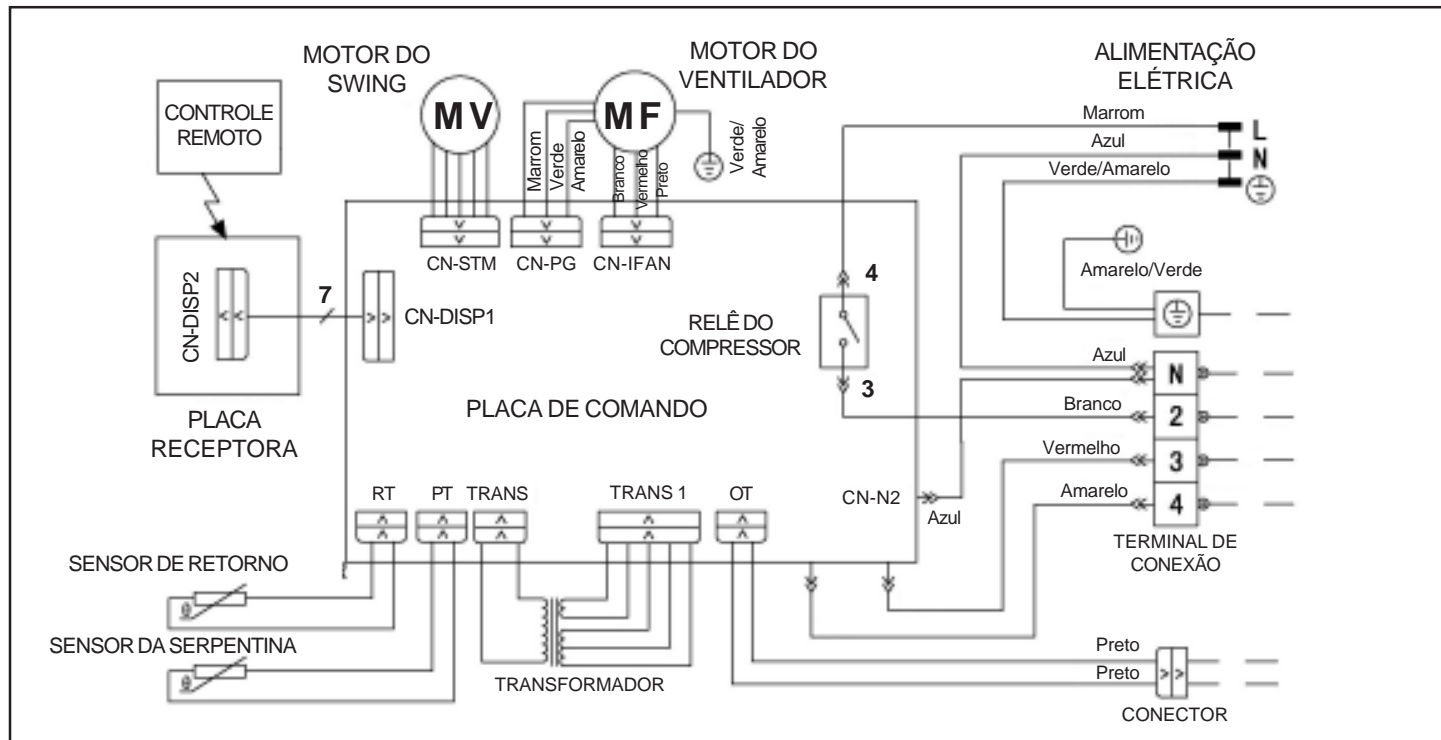 MOTOR DO
SWING
MOTOR DO
VENTILADOR
ALIMENTAÇÃO
ELÉTRICA
CONTROLE
REMOTO
MV
MF
Marrom
Verde
Amarelo
Branco
Vermelho
Preto
Verde/
Amarelo
Marrom
L
Azul
N
Verde/Amarelo
CN-STM
CN-PG
CN-IFAN
Amarelo/Verde
CN-DISP2
7
CN-DISP1
PLACA
RECEPTORA
4
RELÊ DO
COMPRESSOR
3
PLACA DE COMANDO
Azul
N
Branco
2
Vermelho
3
Amarelo
4
TERMINAL DE
CONEXÃO
RT
PT
TRANS
TRANS 1
OT
CN-N2
Azul
SENSOR DE RETORNO
θ
SENSOR DA SERPENTINA
θ
TRANSFORMADOR
Preto
Preto
CONECTOR